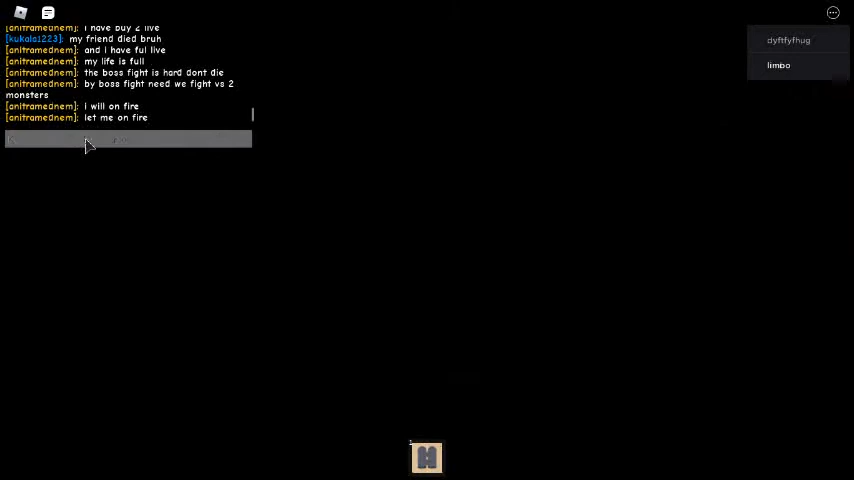 [anitramednem]: i have buy 2 live
[kukala1223]: my friend died bruh
[anitramednem]: and i have ful live
[anitramednem]: my life is full
[anitramednem]: the boss fight is hard dont die
[anitramednem]: by boss fight need we fight vs 2
monsters
[anitramednem]: i will on fire
[anitramednem]: let me on fire
dyftfyfhug
limbo
1